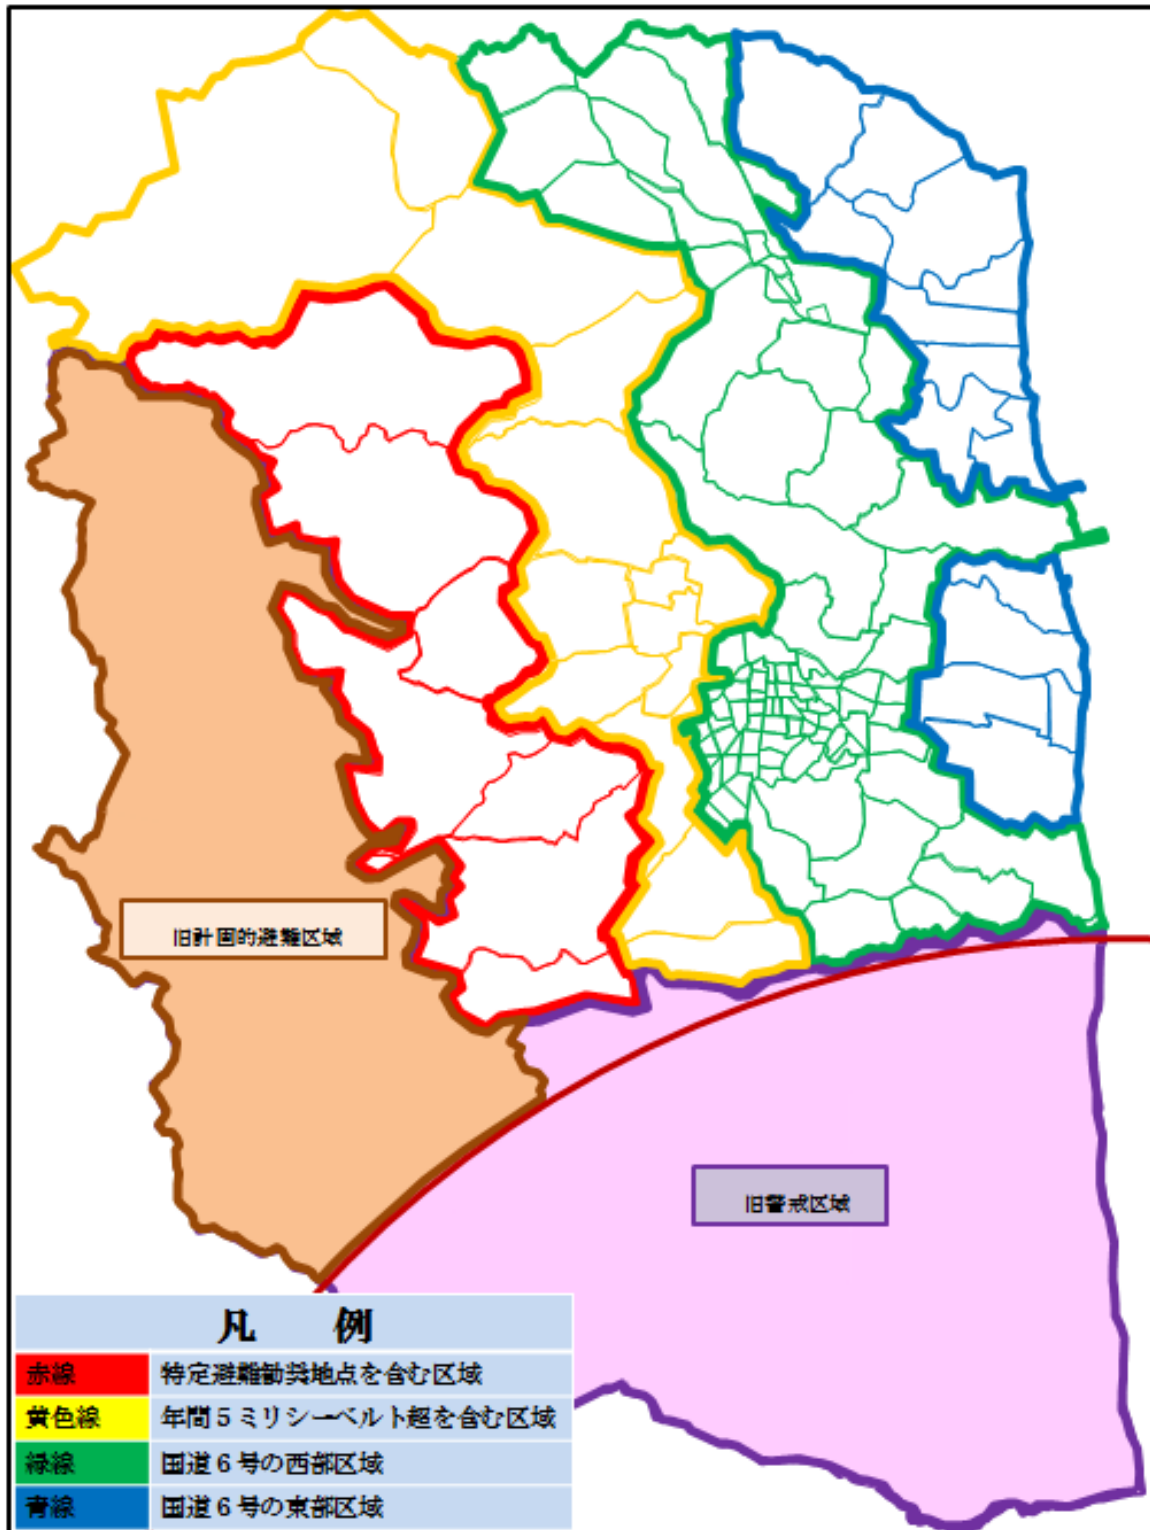 旧計画的避難区域
旧警戒区域
凡 例
赤線 特定避難勧奨地点を含む区域
黄色線 年間5ミリシーベルト超を含む区域
緑線 国道6号の西部区域
青線 国道6号の東部区域